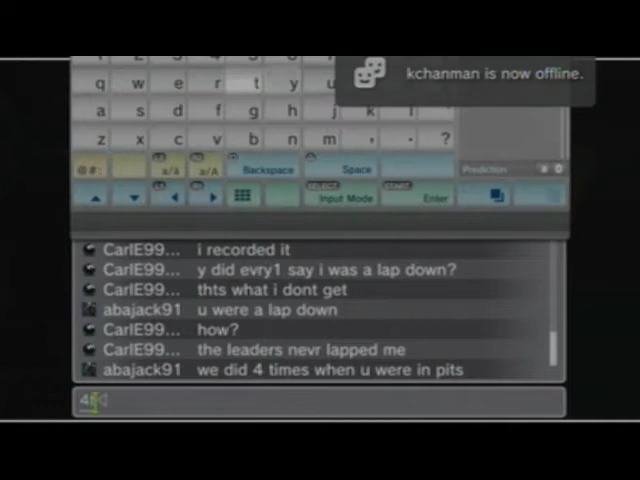 kchanman is now offline.
q w e r t y u
a s d f g h j k l
z x c v b n m , . ?
@#: a/à a/A Backspace Space Prediction
SELECT START
Input Mode Enter
CarlE99... i recorded it
CarlE99... y did evry1 say i was a lap down?
CarlE99... thts what i dont get
abajack91 u were a lap down
CarlE99... how?
CarlE99... the leaders nevr lapped me
abajack91 we did 4 times when u were in pits